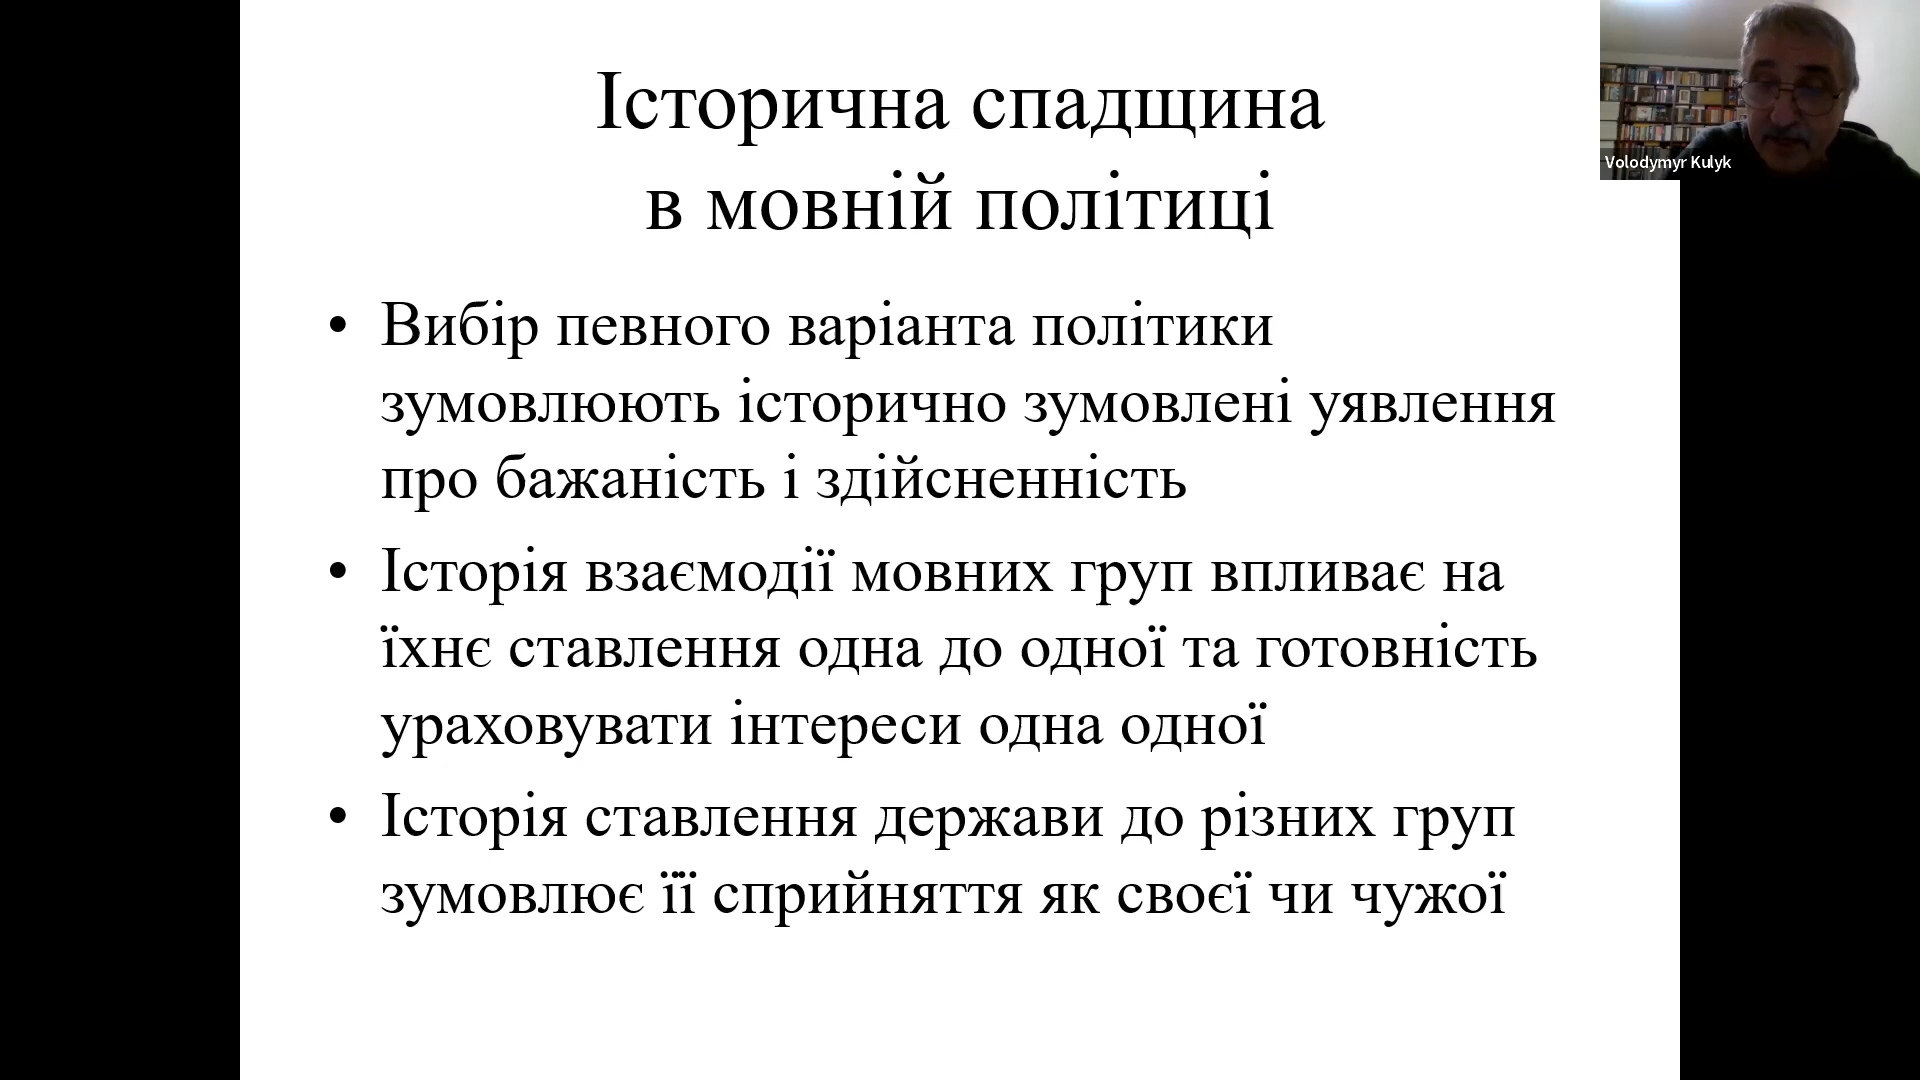 Історична спадщина
в мовній політиці
• Вибір певного варіанта політики
зумовлюють історично зумовлені уявлення
про бажаність і здійсненність
• Історія взаємодії мовних груп впливає на
їхнє ставлення одна до одної та готовність
ураховувати інтереси одна одної
• Історія ставлення держави до різних груп
зумовлює її сприйняття як своєї чи чужої
Volodymyr Kulyk